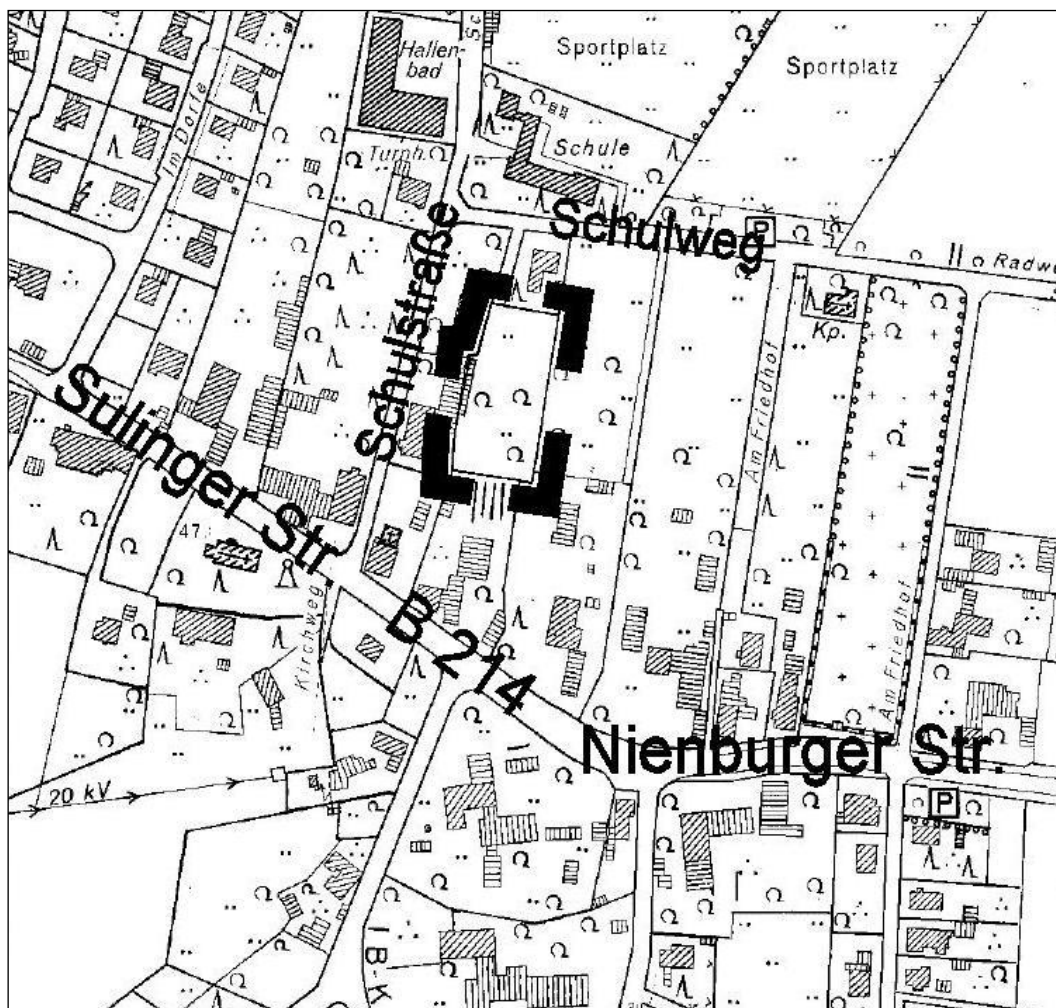 Hallen-
bad
Sportplatz
Sportplatz
Im Dorfe
Turnh.
Schule
Schulweg
P
Radwe
Schulstraße
Kp.
Am Friedhof
Sulinger Str.
47
Kirchweg
B 214
Am Friedhof
Nienburger Str.
20 kV
P